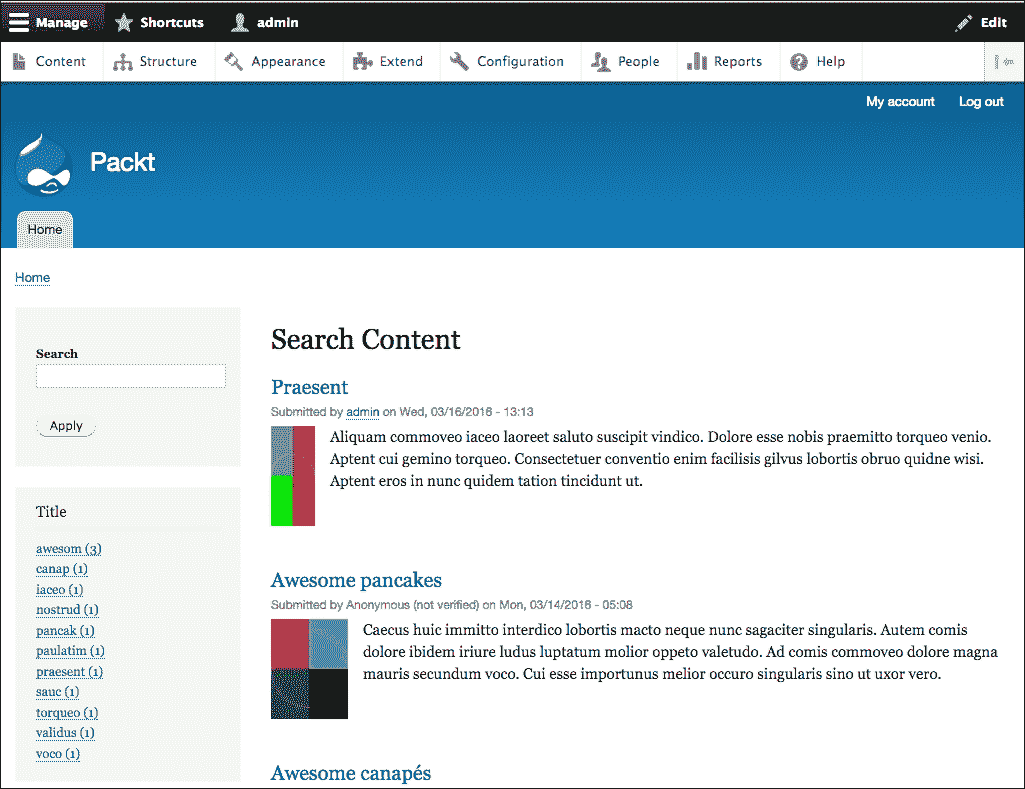 Manage Shortcuts admin Edit
Content Structure Appearance Extend Configuration People Reports Help
My account Log out
Packt
Home
Home
Search
Apply
Title
awesom (3)
canap (1)
iaceo (1)
nostrud (1)
pancak (1)
paulatim (1)
praesent (1)
sauc (1)
torqueo (1)
validus (1)
voco (1)
Search Content
Praesent
Submitted by admin on Wed, 03/16/2016 - 13:13
Aliquam commoveo iaceo laoreet saluto suscipit vindico. Dolore esse nobis praemitto torqueo venio.
Aptent cui gemino torqueo. Consectetuer conventio enim facilisis gilvus lobortis obruo quidne wisi.
Aptent eros in nunc quidem tation tincidunt ut.
Awesome pancakes
Submitted by Anonymous (not verified) on Mon, 03/14/2016 - 05:08
Caecus huic immitto interdico lobortis macto neque nunc sagaciter singularis. Autem comis
dolore ibidem iriure ludus luptatum molior oppeto valetudo. Ad comis commoveo dolore magna
mauris secundum voco. Cui esse importunus melior occuro singularis sino ut uxor vero.
Awesome canapés